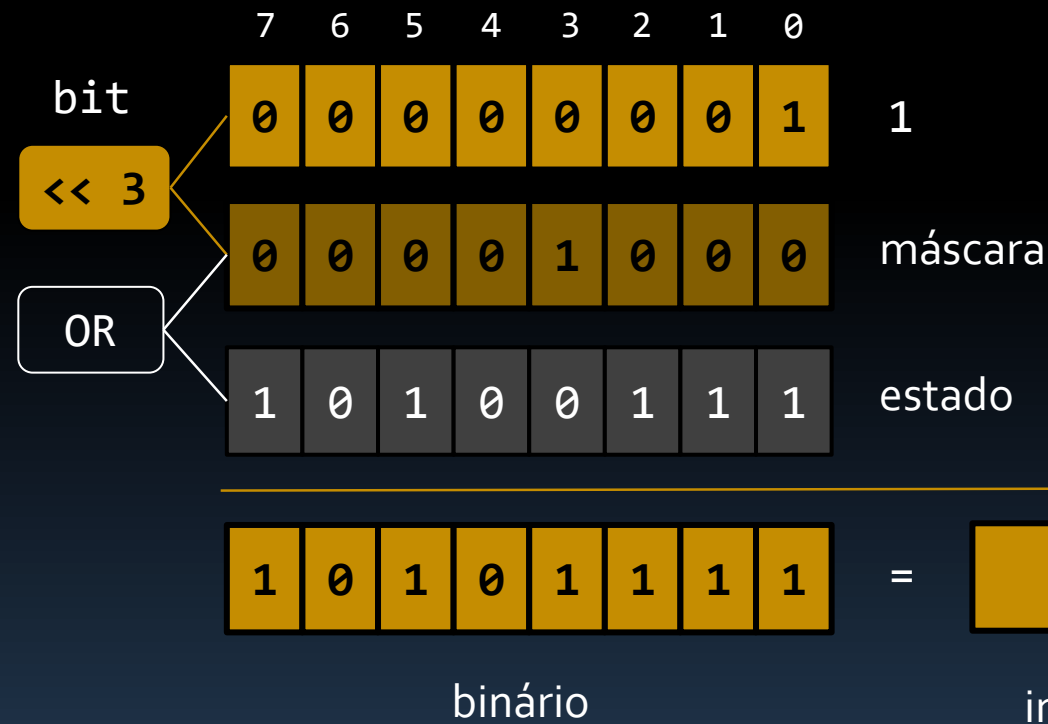 7 6 5 4 3 2 1 0
bit
0 0 0 0 0 0 0 1 1
<< 3
0 0 0 0 1 0 0 0 máscara
OR
1 0 1 0 0 1 1 1 estado
1 0 1 0 1 1 1 1 =
binário